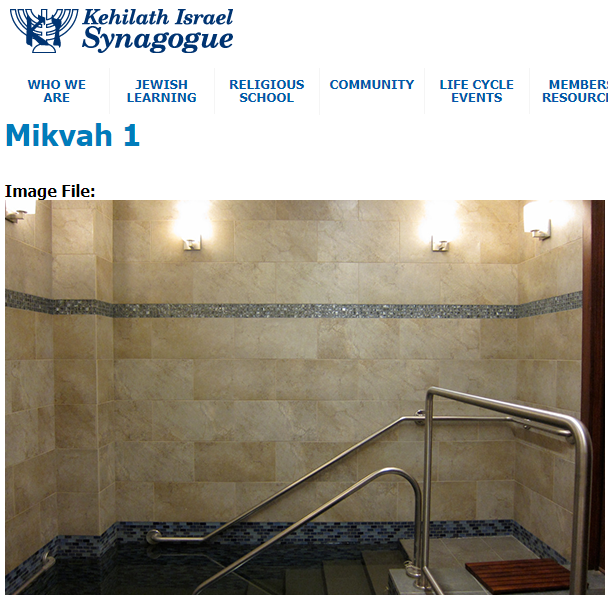 Kehilath Israel
Synagogue
WHO WE
ARE
JEWISH
LEARNING
RELIGIOUS
SCHOOL
COMMUNITY
LIFE CYCLE
EVENTS
Mikvah 1
Image File: